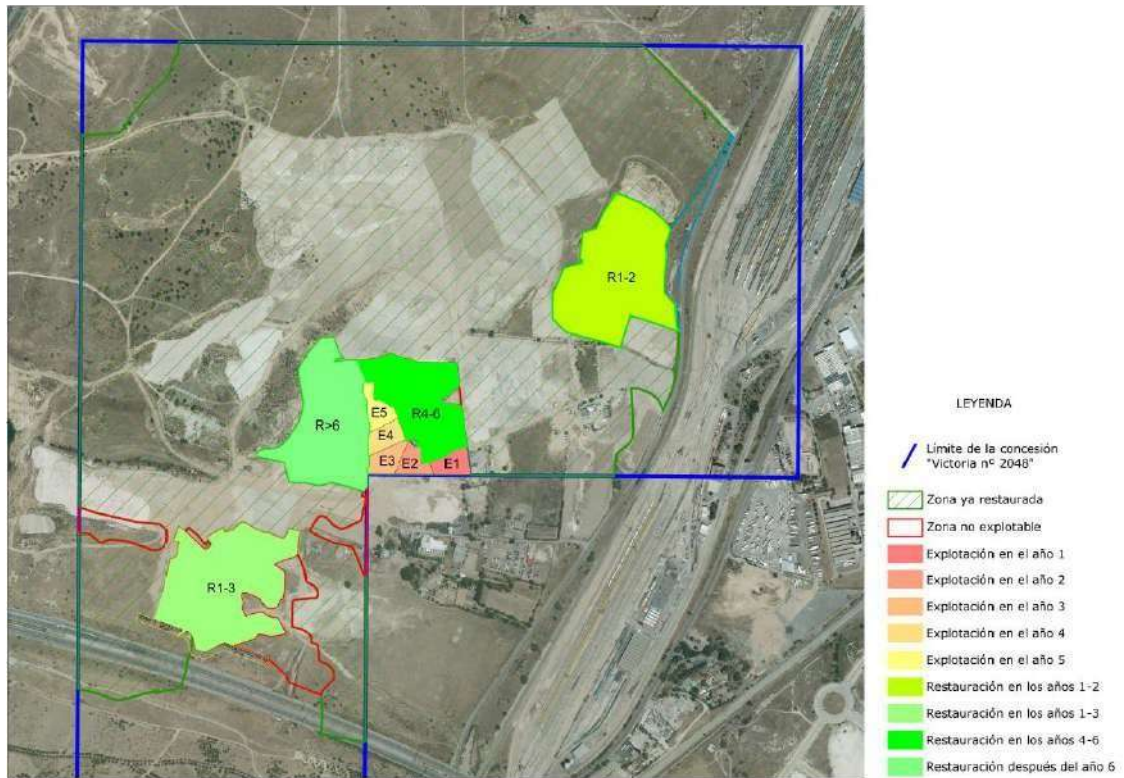 R1-2
R>6
R4-6
E5
E4
E3
E2
E1
R1-3
LEYENDA
Límite de la concesión
"Victoria nº 2048"
Zona ya restaurada
Zona no explotable
Explotación en el año 1
Explotación en el año 2
Explotación en el año 3
Explotación en el año 4
Explotación en el año 5
Restauración en los años 1-2
Restauración en los años 1-3
Restauración en los años 4-6
Restauración después del año 6